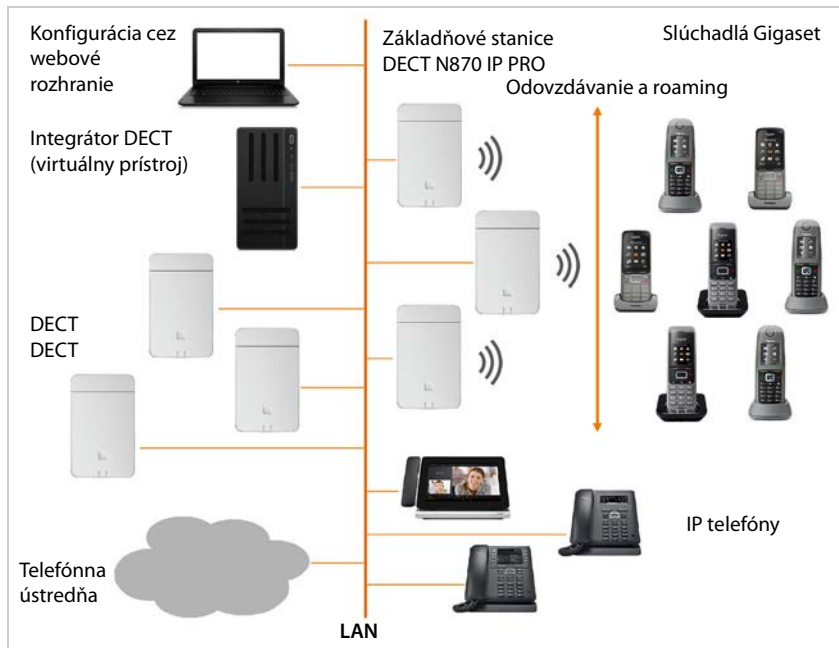 Konfigurácia cez
webové
rozhranie
Základňové stanice
DECT N870 IP PRO
Slúchadlá Gigaset
Odovzdávanie a roaming
Integrátor DECT
(virtuálny prístroj)
DECT
DECT
IP telefóny
Telefónna
ústredňa
LAN